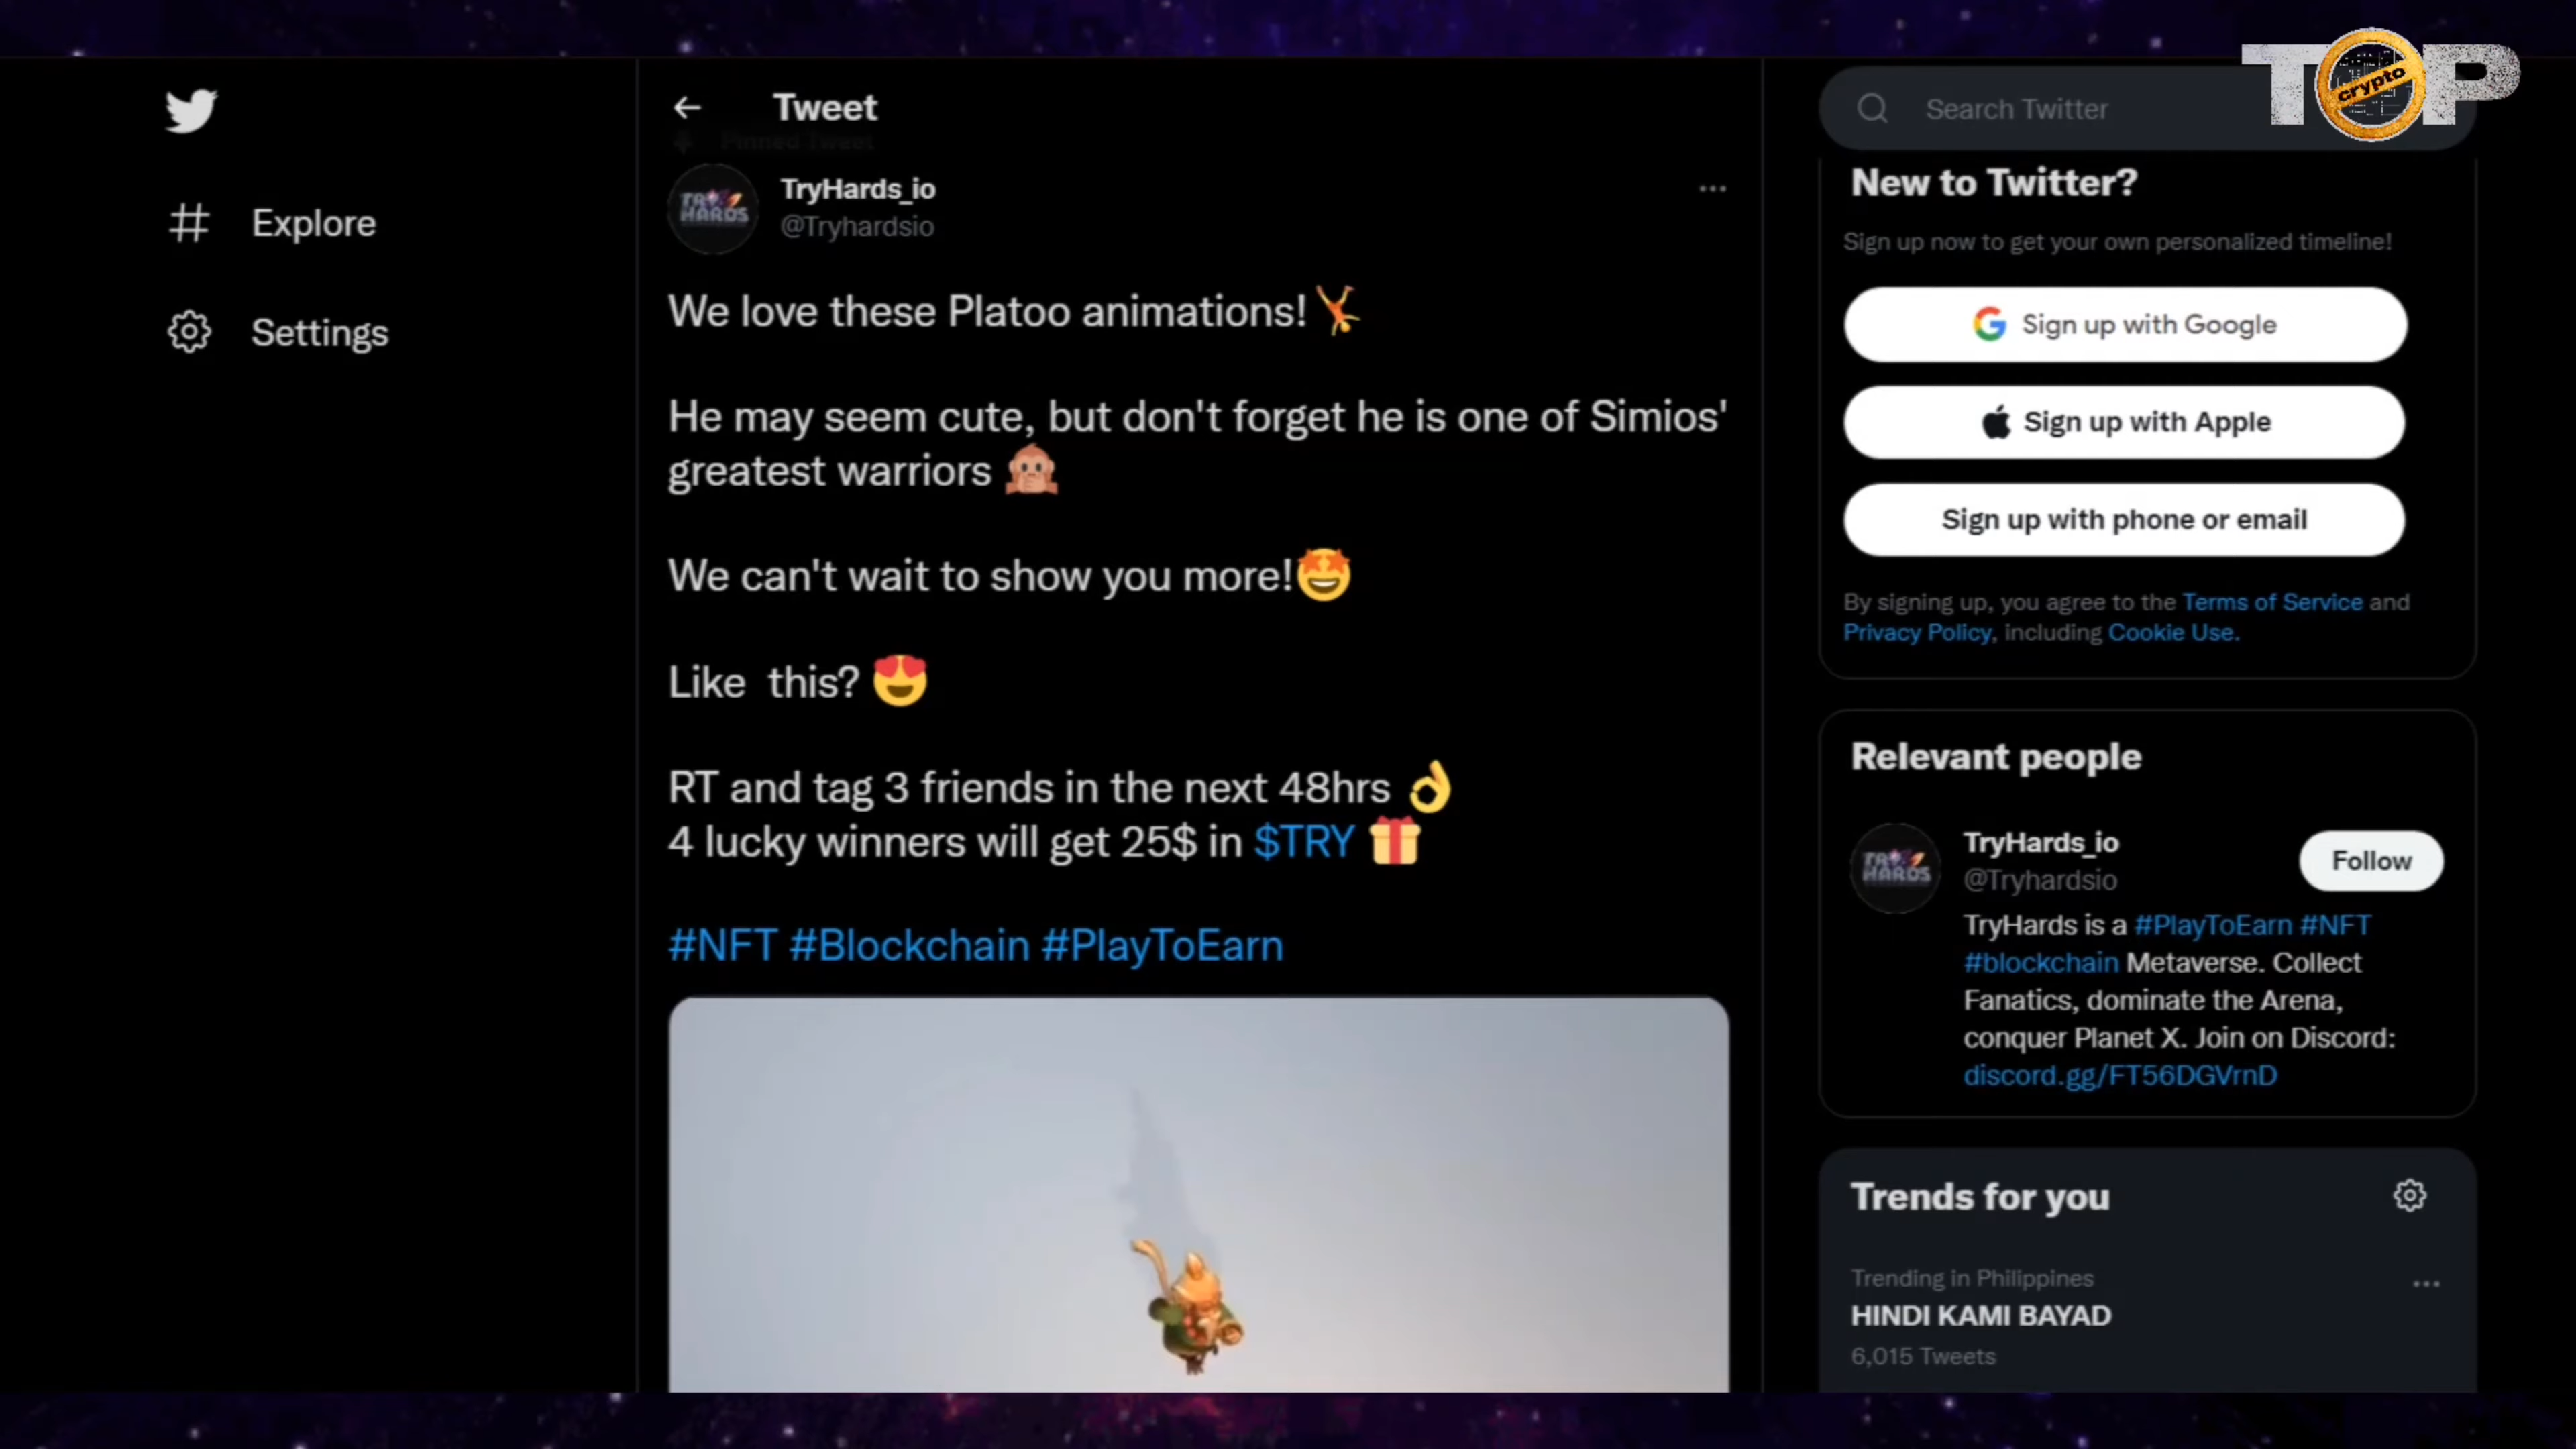 TOP
crypto
Explore
Settings
Tweet
Pinned Tweet
TRY HARDS
TryHards_io
@Tryhardsio
We love these Platoo animations!
He may seem cute, but don't forget he is one of Simios'
greatest warriors
We can't wait to show you more!
Like  this?
RT and tag 3 friends in the next 48hrs
4 lucky winners will get 25$ in $TRY
#NFT #Blockchain #PlayToEarn
Search Twitter
New to Twitter?
Sign up now to get your own personalized timeline!
Sign up with Google
Sign up with Apple
Sign up with phone or email
By signing up, you agree to the Terms of Service and
Privacy Policy, including Cookie Use.
Relevant people
TRY HARDS
TryHards_io
@Tryhardsio
Follow
TryHards is a #PlayToEarn #NFT
#blockchain Metaverse. Collect
Fanatics, dominate the Arena,
conquer Planet X. Join on Discord:
discord.gg/FT56DGVrnD
Trends for you
Trending in Philippines
HINDI KAMI BAYAD
6,015 Tweets